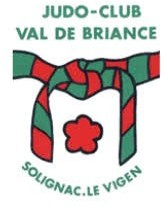 JUDO-CLUB
VAL DE BRIANCE
SOLIGNAC.LE VIGEN